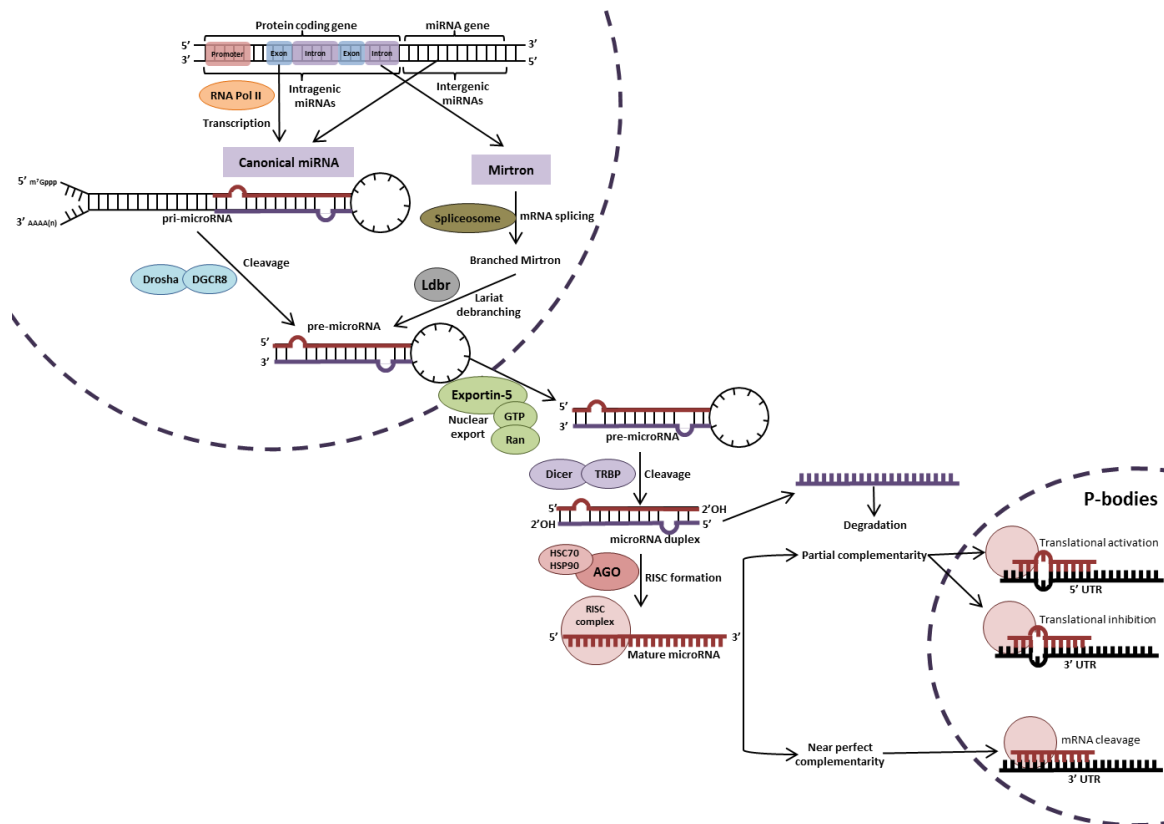 Protein coding gene
miRNA gene
5’
3’
3’
5’
Promoter
Exon
Intron
Exon
Intron
Intragenic
miRNAs
Intergenic
miRNAs
RNA Pol II
Transcription
Canonical miRNA
Mirtron
5’ m⁷Gppp
3’ AAAA(n)
pri-microRNA
Spliceosome
mRNA splicing
Branched Mirtron
Cleavage
Drosha
DGCR8
Ldbr
Lariat
debranching
pre-microRNA
5’
3’
Exportin-5
GTP
Ran
Nuclear
export
5’
3’
pre-microRNA
Dicer
TRBP
Cleavage
5’
2’OH
2’OH
5’
microRNA duplex
Degradation
P-bodies
HSC70
HSP90
AGO
RISC formation
Partial complementarity
Translational activation
5’ UTR
RISC
complex
5’
3’
Mature microRNA
Translational inhibition
3’ UTR
Near perfect
complementarity
mRNA cleavage
3’ UTR